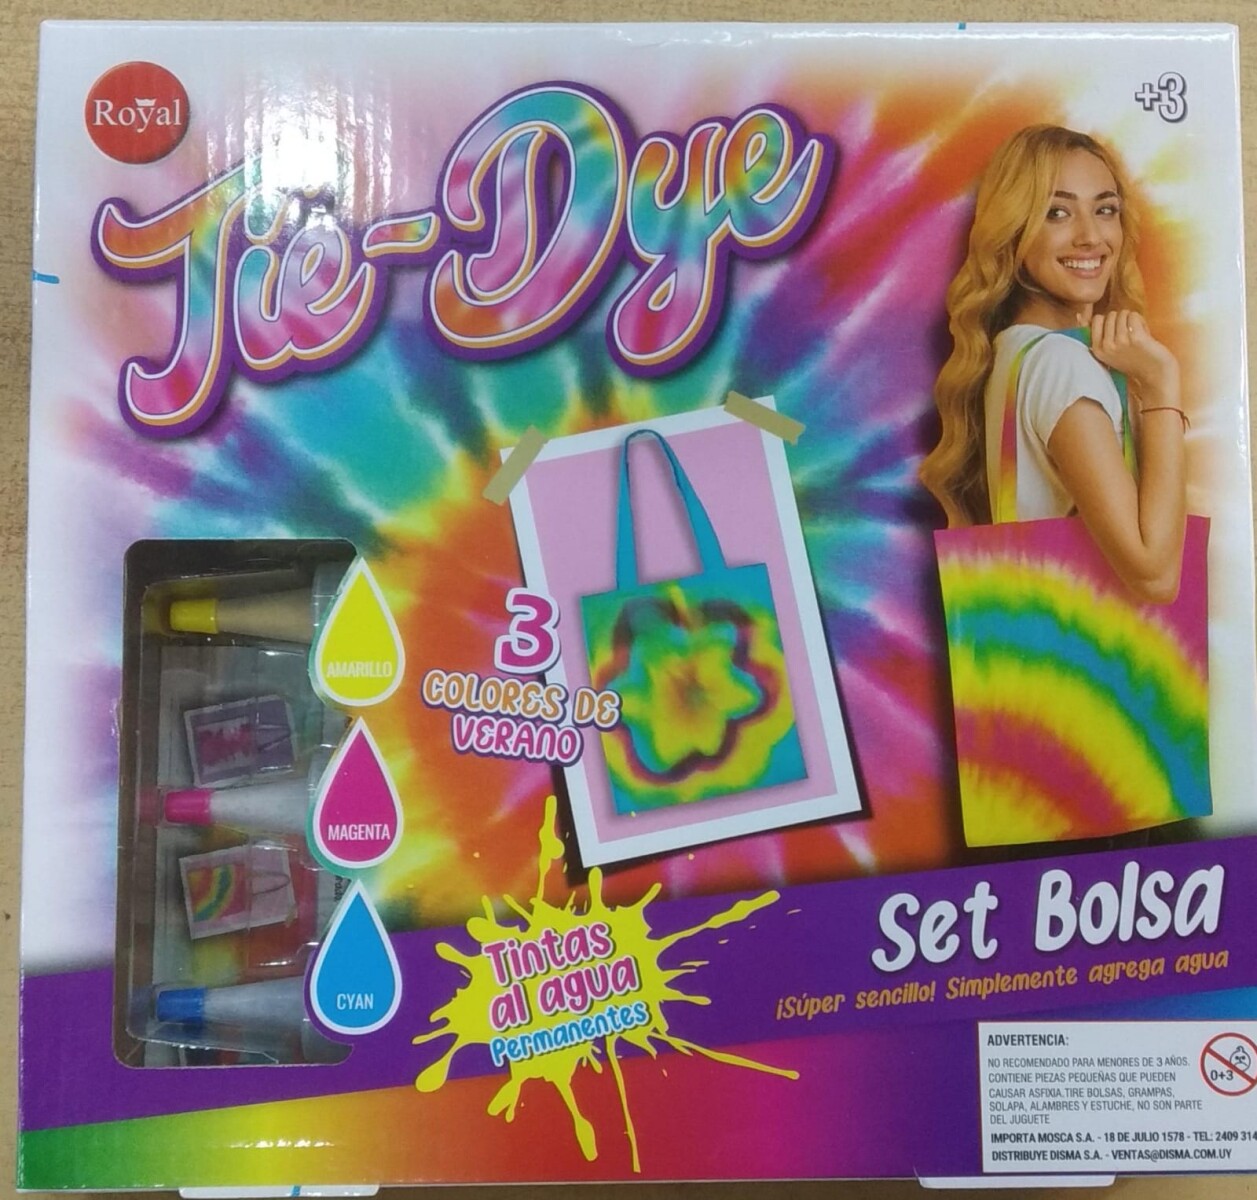 Royal
+3
Tie-Dye
3
COLORES DE
VERANO
AMARILLO
MAGENTA
CYAN
Tintas
al agua
Permanentes
Set Bolsa
¡Súper sencillo! Simplemente agrega agua
ADVERTENCIA:
NO RECOMENDADO PARA MENORES DE 3 AÑOS.
CONTIENE PIEZAS PEQUEÑAS QUE PUEDEN
CAUSAR ASFIXIA.TIRE BOLSAS, GRAMPAS,
SOLAPA, ALAMBRES Y ESTUCHE, NO SON PARTE
DEL JUGUETE
0+3
IMPORTA MOSCA S.A. - 18 DE JULIO 1578 - TEL: 2409 314
DISTRIBUYE DISMA S.A. - VENTAS@DISMA.COM.UY